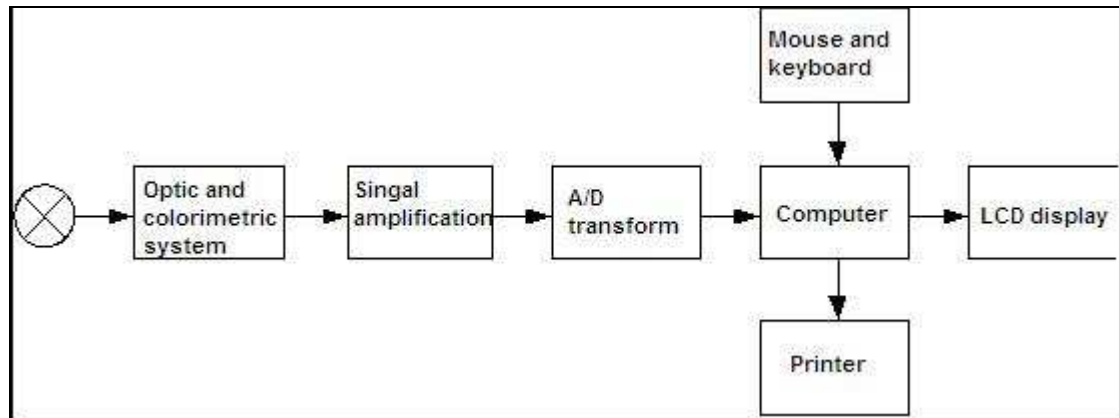 Mouse and
keyboard
Optic and
colorimetric
system
Singal
amplification
A/D
transform
Computer
LCD display
Printer